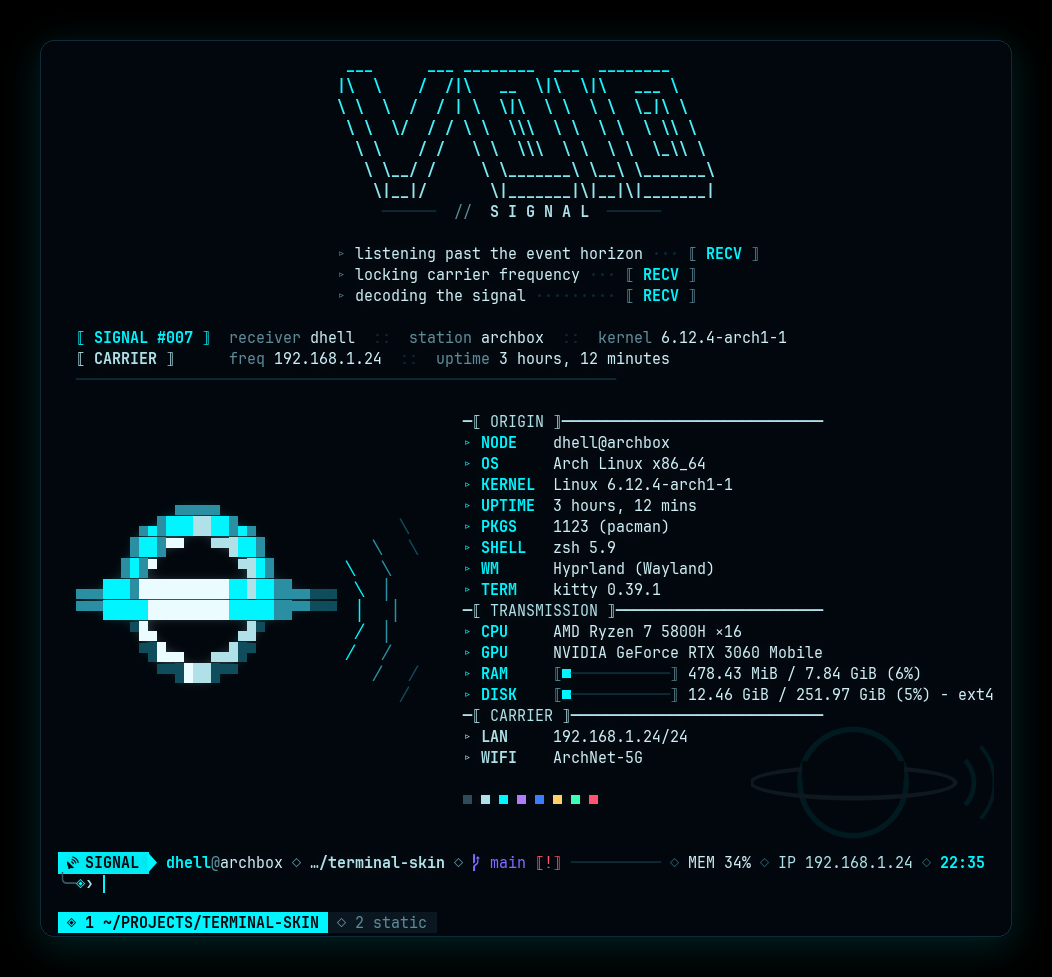 VOID
// SIGNAL
▹ listening past the event horizon ··· ⟦ RECV ⟧
▹ locking carrier frequency ··· ⟦ RECV ⟧
▹ decoding the signal ········· ⟦ RECV ⟧
⟦ SIGNAL #007 ⟧ receiver dhell :: station archbox :: kernel 6.12.4-arch1-1
⟦ CARRIER ⟧ freq 192.168.1.24 :: uptime 3 hours, 12 minutes
─⟦ ORIGIN ⟧─
▹ NODE dhell@archbox
▹ OS Arch Linux x86_64
▹ KERNEL Linux 6.12.4-arch1-1
▹ UPTIME 3 hours, 12 mins
▹ PKGS 1123 (pacman)
▹ SHELL zsh 5.9
▹ WM Hyprland (Wayland)
▹ TERM kitty 0.39.1
─⟦ TRANSMISSION ⟧─
▹ CPU AMD Ryzen 7 5800H ×16
▹ GPU NVIDIA GeForce RTX 3060 Mobile
▹ RAM ⟦■─⟧ 478.43 MiB / 7.84 GiB (6%)
▹ DISK ⟦■─⟧ 12.46 GiB / 251.97 GiB (5%) - ext4
─⟦ CARRIER ⟧─
▹ LAN 192.168.1.24/24
▹ WIFI ArchNet-5G
SIGNAL dhell@archbox ◇ …/terminal-skin ◇ main ⟦!⟧ ─ ◇ MEM 34% ◇ IP 192.168.1.24 ◇ 22:35
╰─◈❯
◈ 1 ~/PROJECTS/TERMINAL-SKIN ◇ 2 static